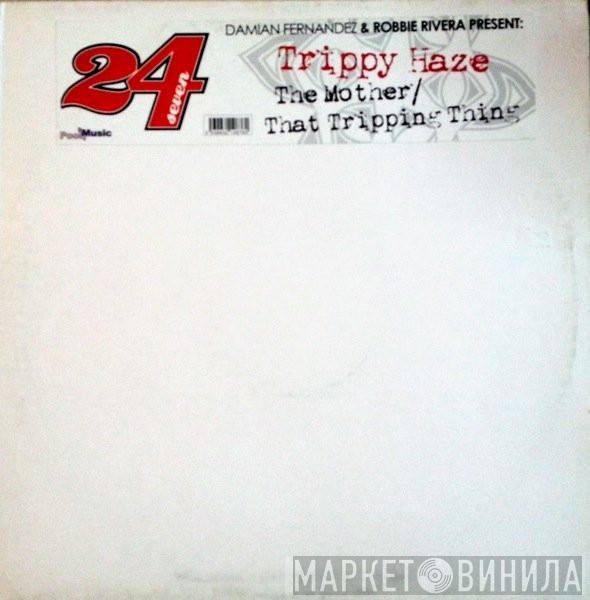 DAMIAN FERNANDEZ & ROBBIE RIVERA PRESENT:
24
seven
Trippy Haze
The Mother/
That Tripping Thing
Music
МАРКЕТ ВИНИЛА